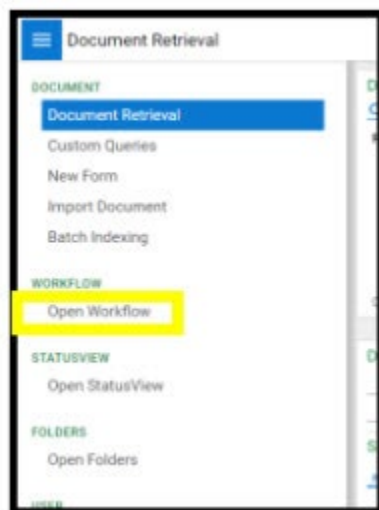 Document Retrieval
DOCUMENT
Document Retrieval
Custom Queries
New Form
Import Document
Batch Indexing
WORKFLOW
Open Workflow
STATUSVIEW
Open StatusView
FOLDERS
Open Folders
USER